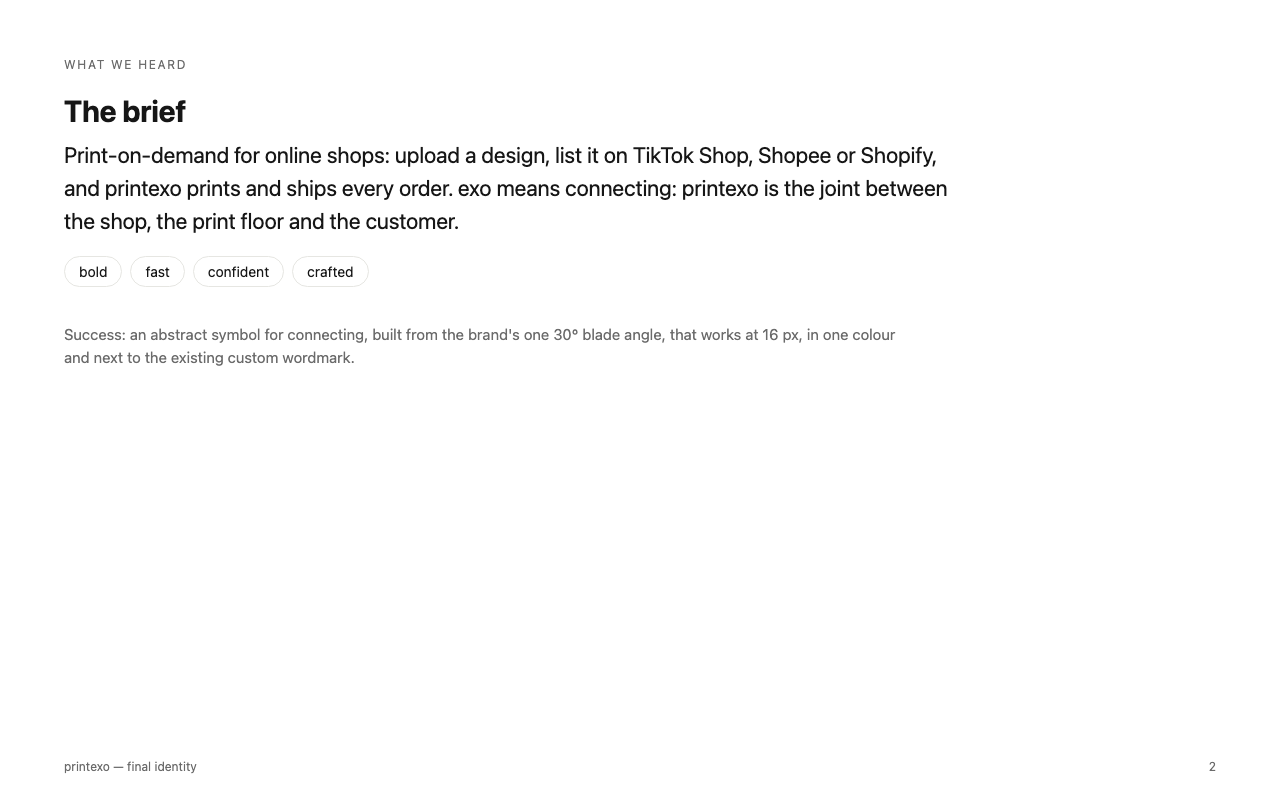 WHAT WE HEARD
The brief
Print-on-demand for online shops: upload a design, list it on TikTok Shop, Shopee or Shopify,
and printexo prints and ships every order. exo means connecting: printexo is the joint between
the shop, the print floor and the customer.
bold fast confident crafted
Success: an abstract symbol for connecting, built from the brand's one 30° blade angle, that works at 16 px, in one colour
and next to the existing custom wordmark.
printexo — final identity 2